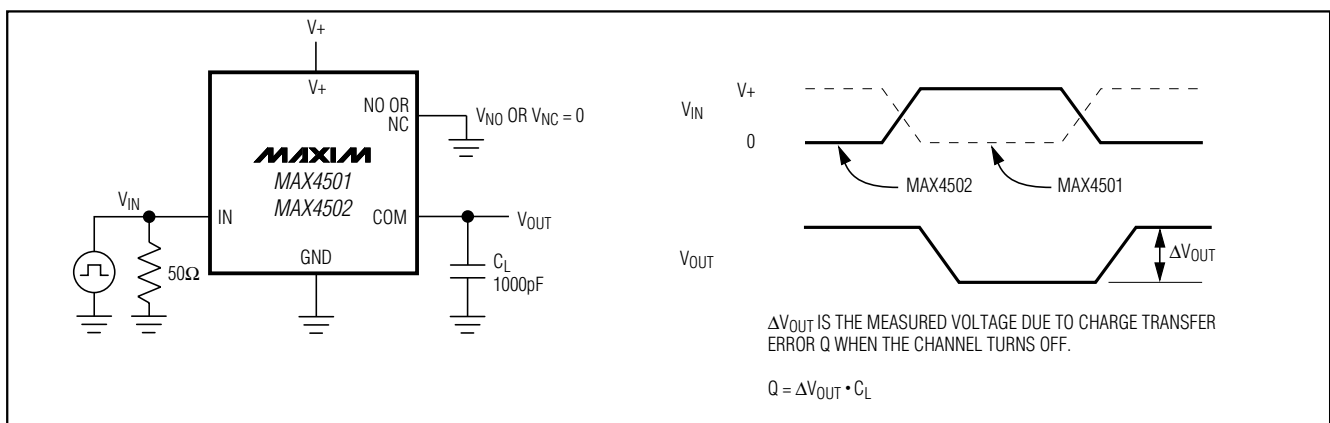 V+
V+
NO OR
NC
V_NO OR V_NC = 0
MAXIM
MAX4501
MAX4502
V_IN
IN
COM
V_OUT
50Ω
GND
C_L
1000pF
V_IN
V+
0
MAX4502
MAX4501
V_OUT
ΔV_OUT
ΔV_OUT IS THE MEASURED VOLTAGE DUE TO CHARGE TRANSFER
ERROR Q WHEN THE CHANNEL TURNS OFF.
Q = ΔV_OUT • C_L